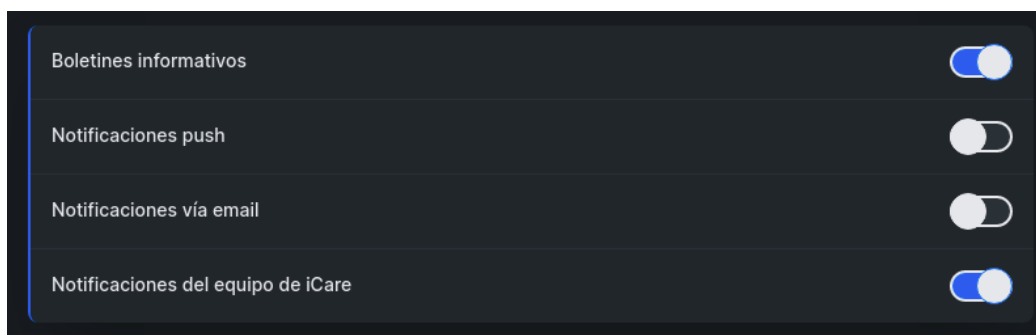 Boletines informativos
Notificaciones push
Notificaciones vía email
Notificaciones del equipo de iCare